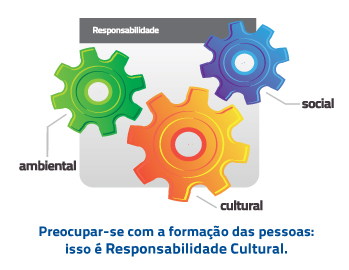 Responsabilidade
social
ambiental
cultural
Preocupar-se com a formação das pessoas:
isso é Responsabilidade Cultural.